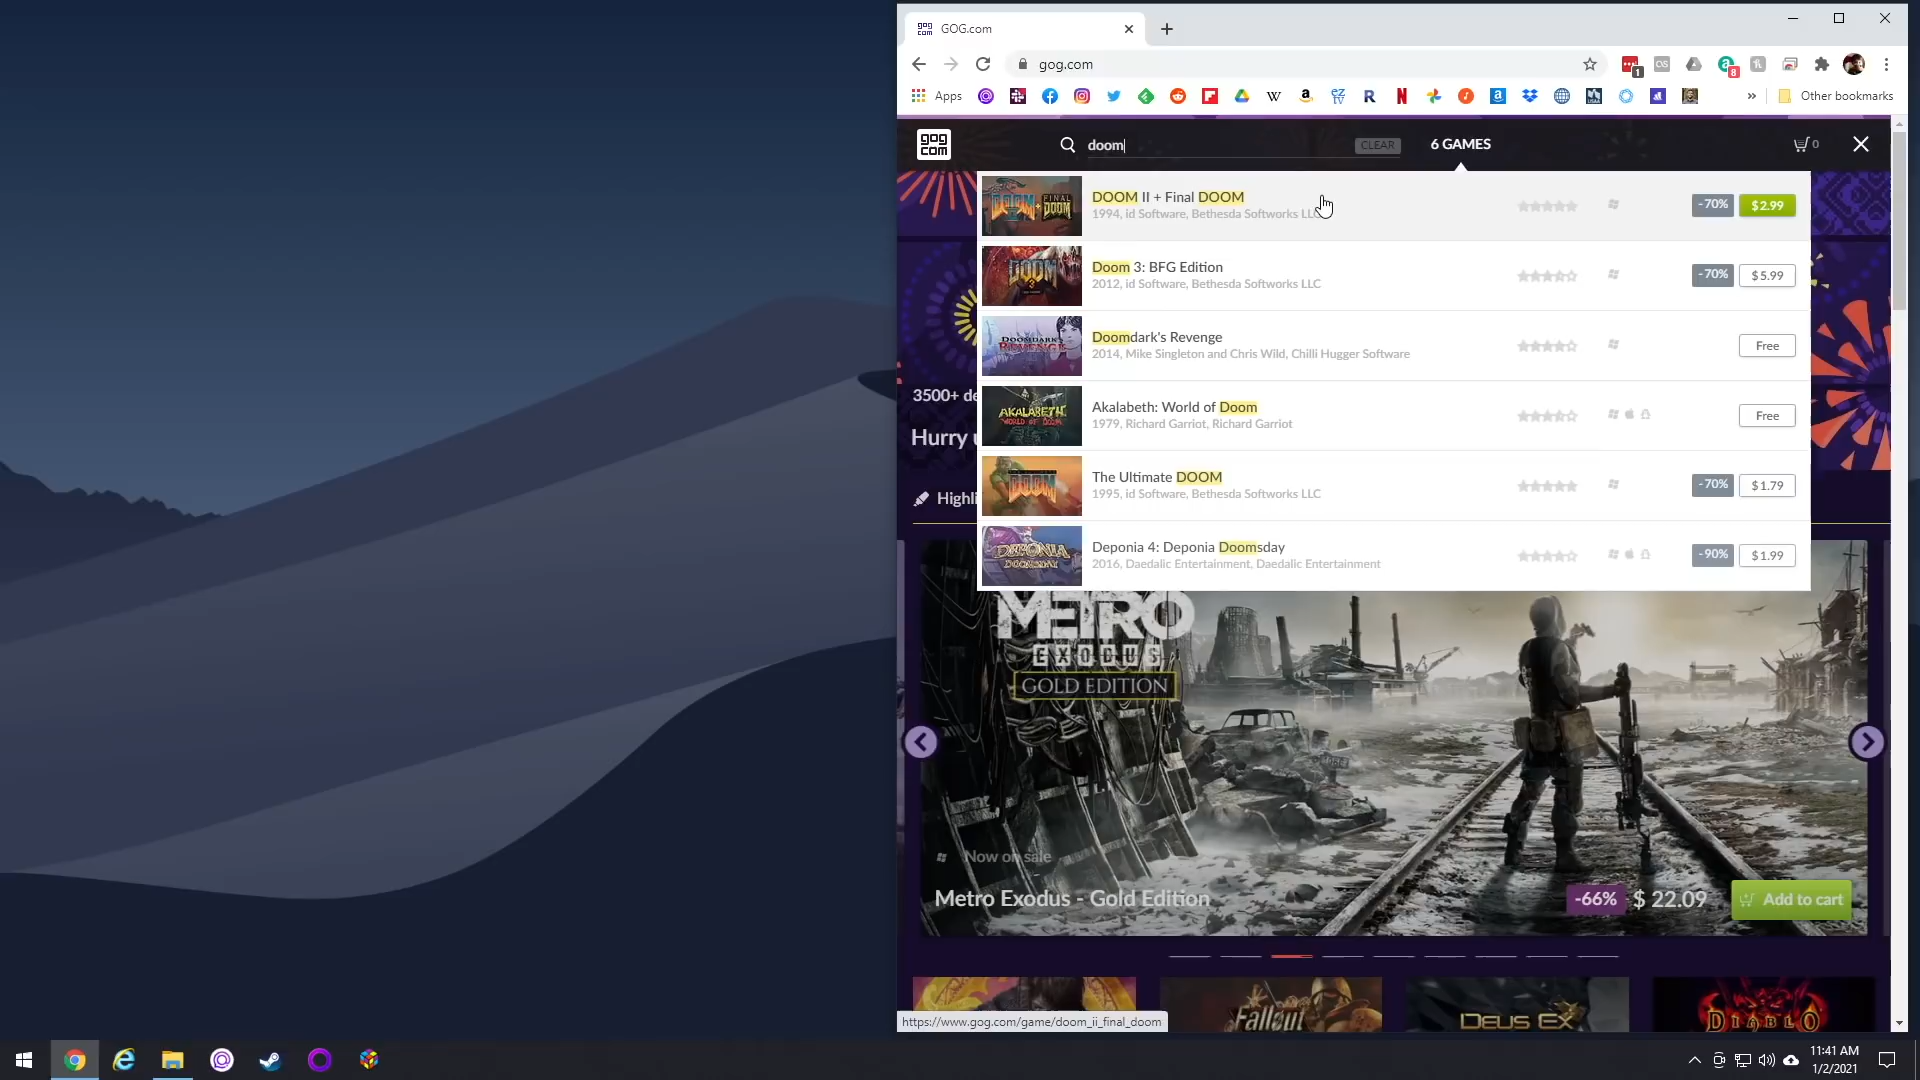 GOG.com
gog.com
1
8
Apps
Other bookmarks
gog
com
doom
CLEAR
6 GAMES
0
DOOM II + Final DOOM
1994, id Software, Bethesda Softworks LLC
-70%
$ 2.99
Doom 3: BFG Edition
2012, id Software, Bethesda Softworks LLC
-70%
$ 5.99
Doomdark's Revenge
2014, Mike Singleton and Chris Wild, Chilli Hugger Software
Free
Akalabeth: World of Doom
1979, Richard Garriot, Richard Garriot
Free
The Ultimate DOOM
1995, id Software, Bethesda Softworks LLC
-70%
$ 1.79
Deponia 4: Deponia Doomsday
2016, Daedalic Entertainment, Daedalic Entertainment
-90%
$ 1.99
3500+ de
Hurry u
Highli
METRO
EXODUS
GOLD EDITION
Now on sale
Metro Exodus - Gold Edition
-66%
$ 22.09
Add to cart
Fallout
DEUS EX
DIABLO
https://www.gog.com/game/doom_ii_final_doom
11:41 AM
1/2/2021